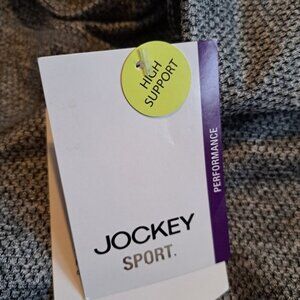 HIGH
SUPPORT
PERFORMANCE
JOCKEY
SPORT.